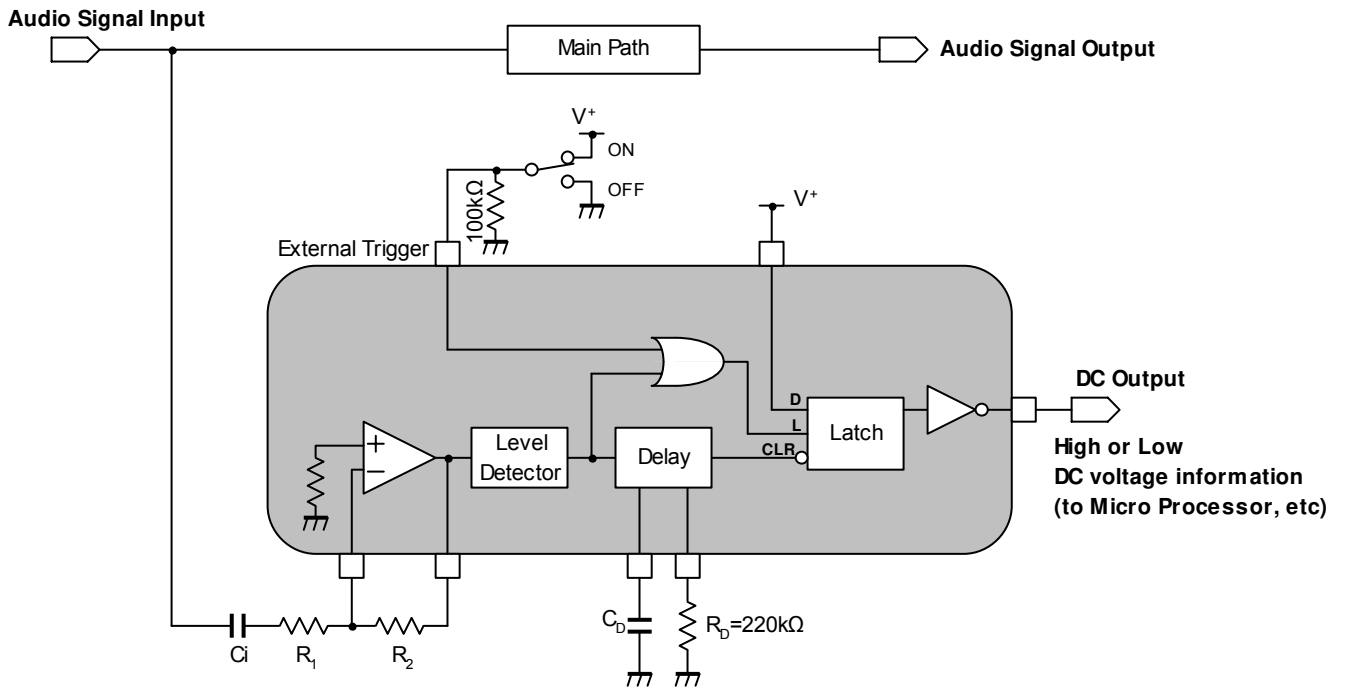 Audio Signal Input
Main Path
Audio Signal Output
V+
ON
OFF
100kΩ
V+
External Trigger
DC Output
D
L
CLR
Latch
Level
Detector
Delay
+
−
High or Low
DC voltage information
(to Micro Processor, etc)
Ci
R1
R2
CD
RD=220kΩ